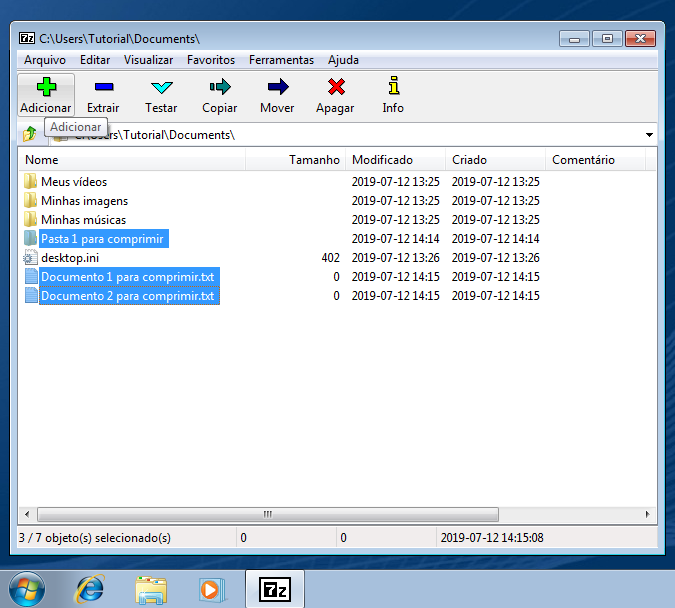 7z C:\Users\Tutorial\Documents\
Arquivo Editar Visualizar Favoritos Ferramentas Ajuda
Adicionar Extrair Testar Copiar Mover Apagar Info
Adicionar
C:\Users\Tutorial\Documents\
Nome Tamanho Modificado Criado Comentário
Meus vídeos 2019-07-12 13:25 2019-07-12 13:25
Minhas imagens 2019-07-12 13:25 2019-07-12 13:25
Minhas músicas 2019-07-12 13:25 2019-07-12 13:25
Pasta 1 para comprimir 2019-07-12 14:14 2019-07-12 14:14
desktop.ini 402 2019-07-12 13:26 2019-07-12 13:26
Documento 1 para comprimir.txt 0 2019-07-12 14:15 2019-07-12 14:15
Documento 2 para comprimir.txt 0 2019-07-12 14:15 2019-07-12 14:15
3 / 7 objeto(s) selecionado(s) 0 0 2019-07-12 14:15:08
7z